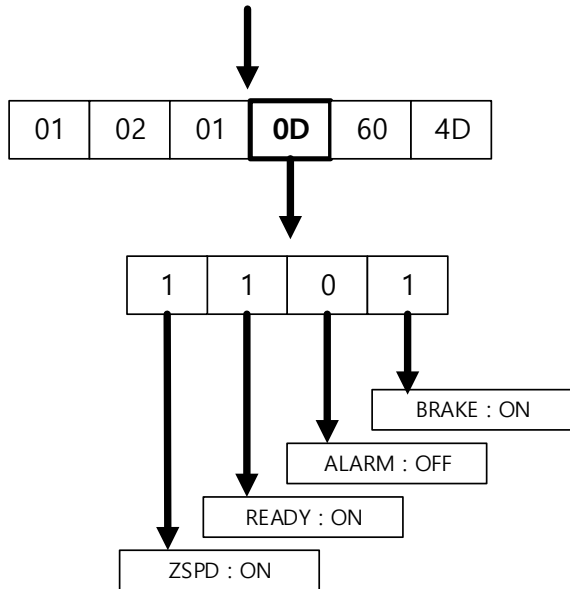 01 02 01 0D 60 4D
1 1 0 1
BRAKE : ON
ALARM : OFF
READY : ON
ZSPD : ON